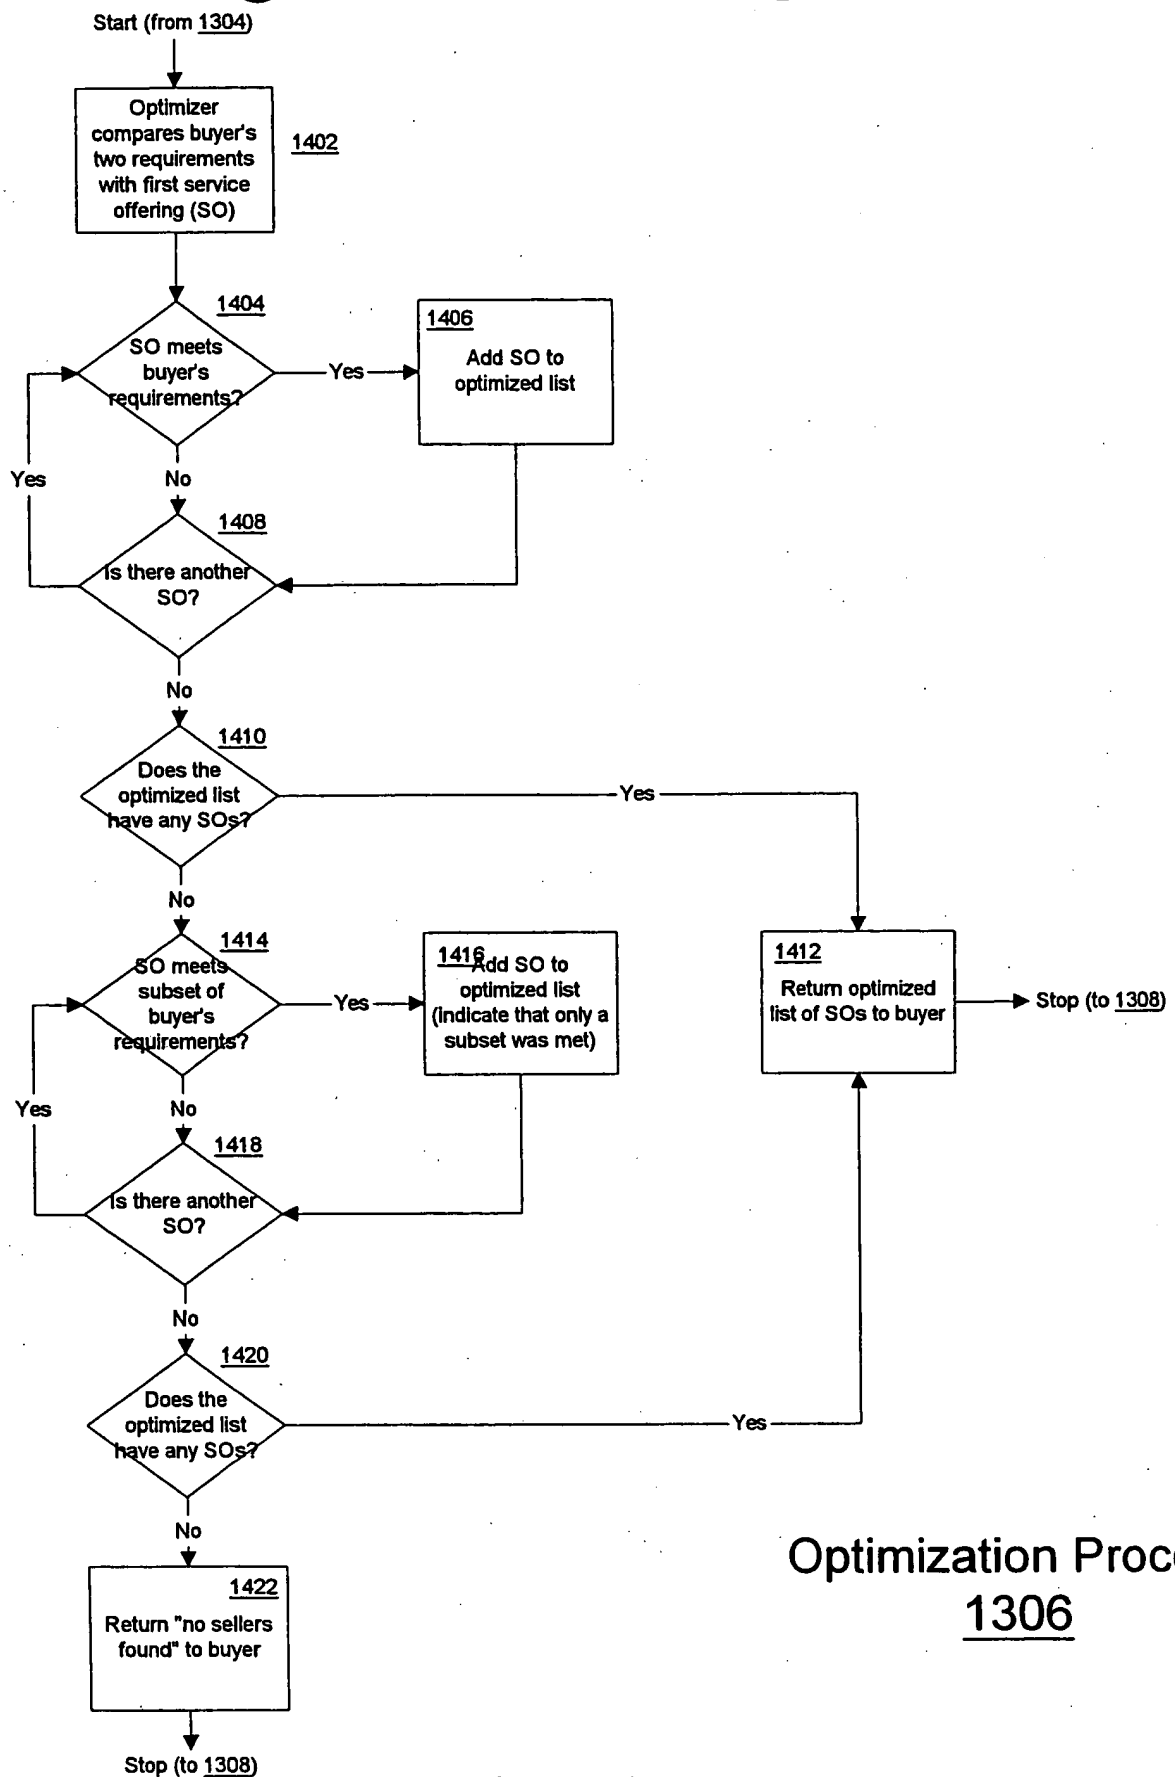 Start (from 1304)
Optimizer
compares buyer's
two requirements
with first service
offering (SO)
1402
1404
SO meets
buyer's
requirements?
Yes
1406
Add SO to
optimized list
Yes
No
1408
Is there another
SO?
No
1410
Does the
optimized list
have any SOs?
Yes
No
1414
SO meets
subset of
buyer's
requirements?
Yes
1416
Add SO to
optimized list
(indicate that only a
subset was met)
1412
Return optimized
list of SOs to buyer
Stop (to 1308)
Yes
No
1418
Is there another
SO?
No
1420
Does the
optimized list
have any SOs?
Yes
No
1422
Return "no sellers
found" to buyer
Stop (to 1308)
Optimization Proc
1306